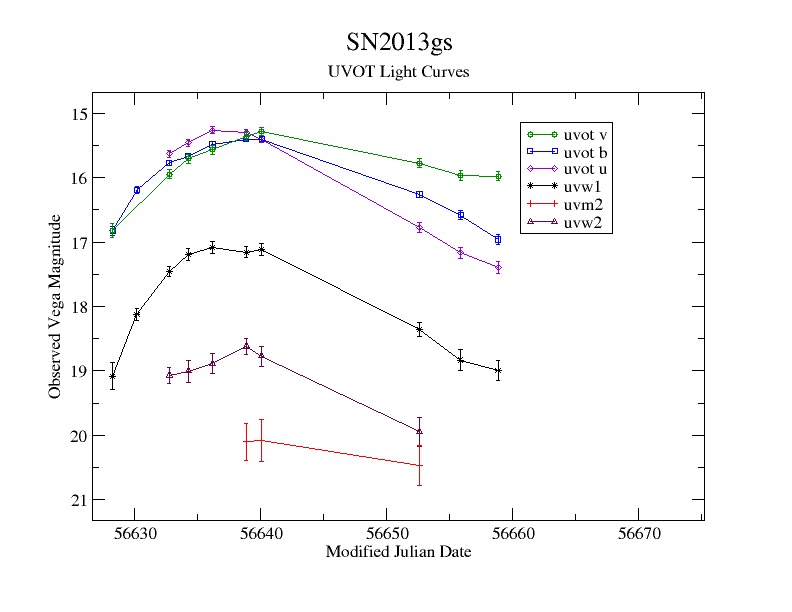 SN2013gs
UVOT Light Curves
15
16
17
18
19
20
21
Observed Vega Magnitude
56630
56640
56650
56660
56670
Modified Julian Date
uvot v
uvot b
uvot u
uvw1
uvm2
uvw2